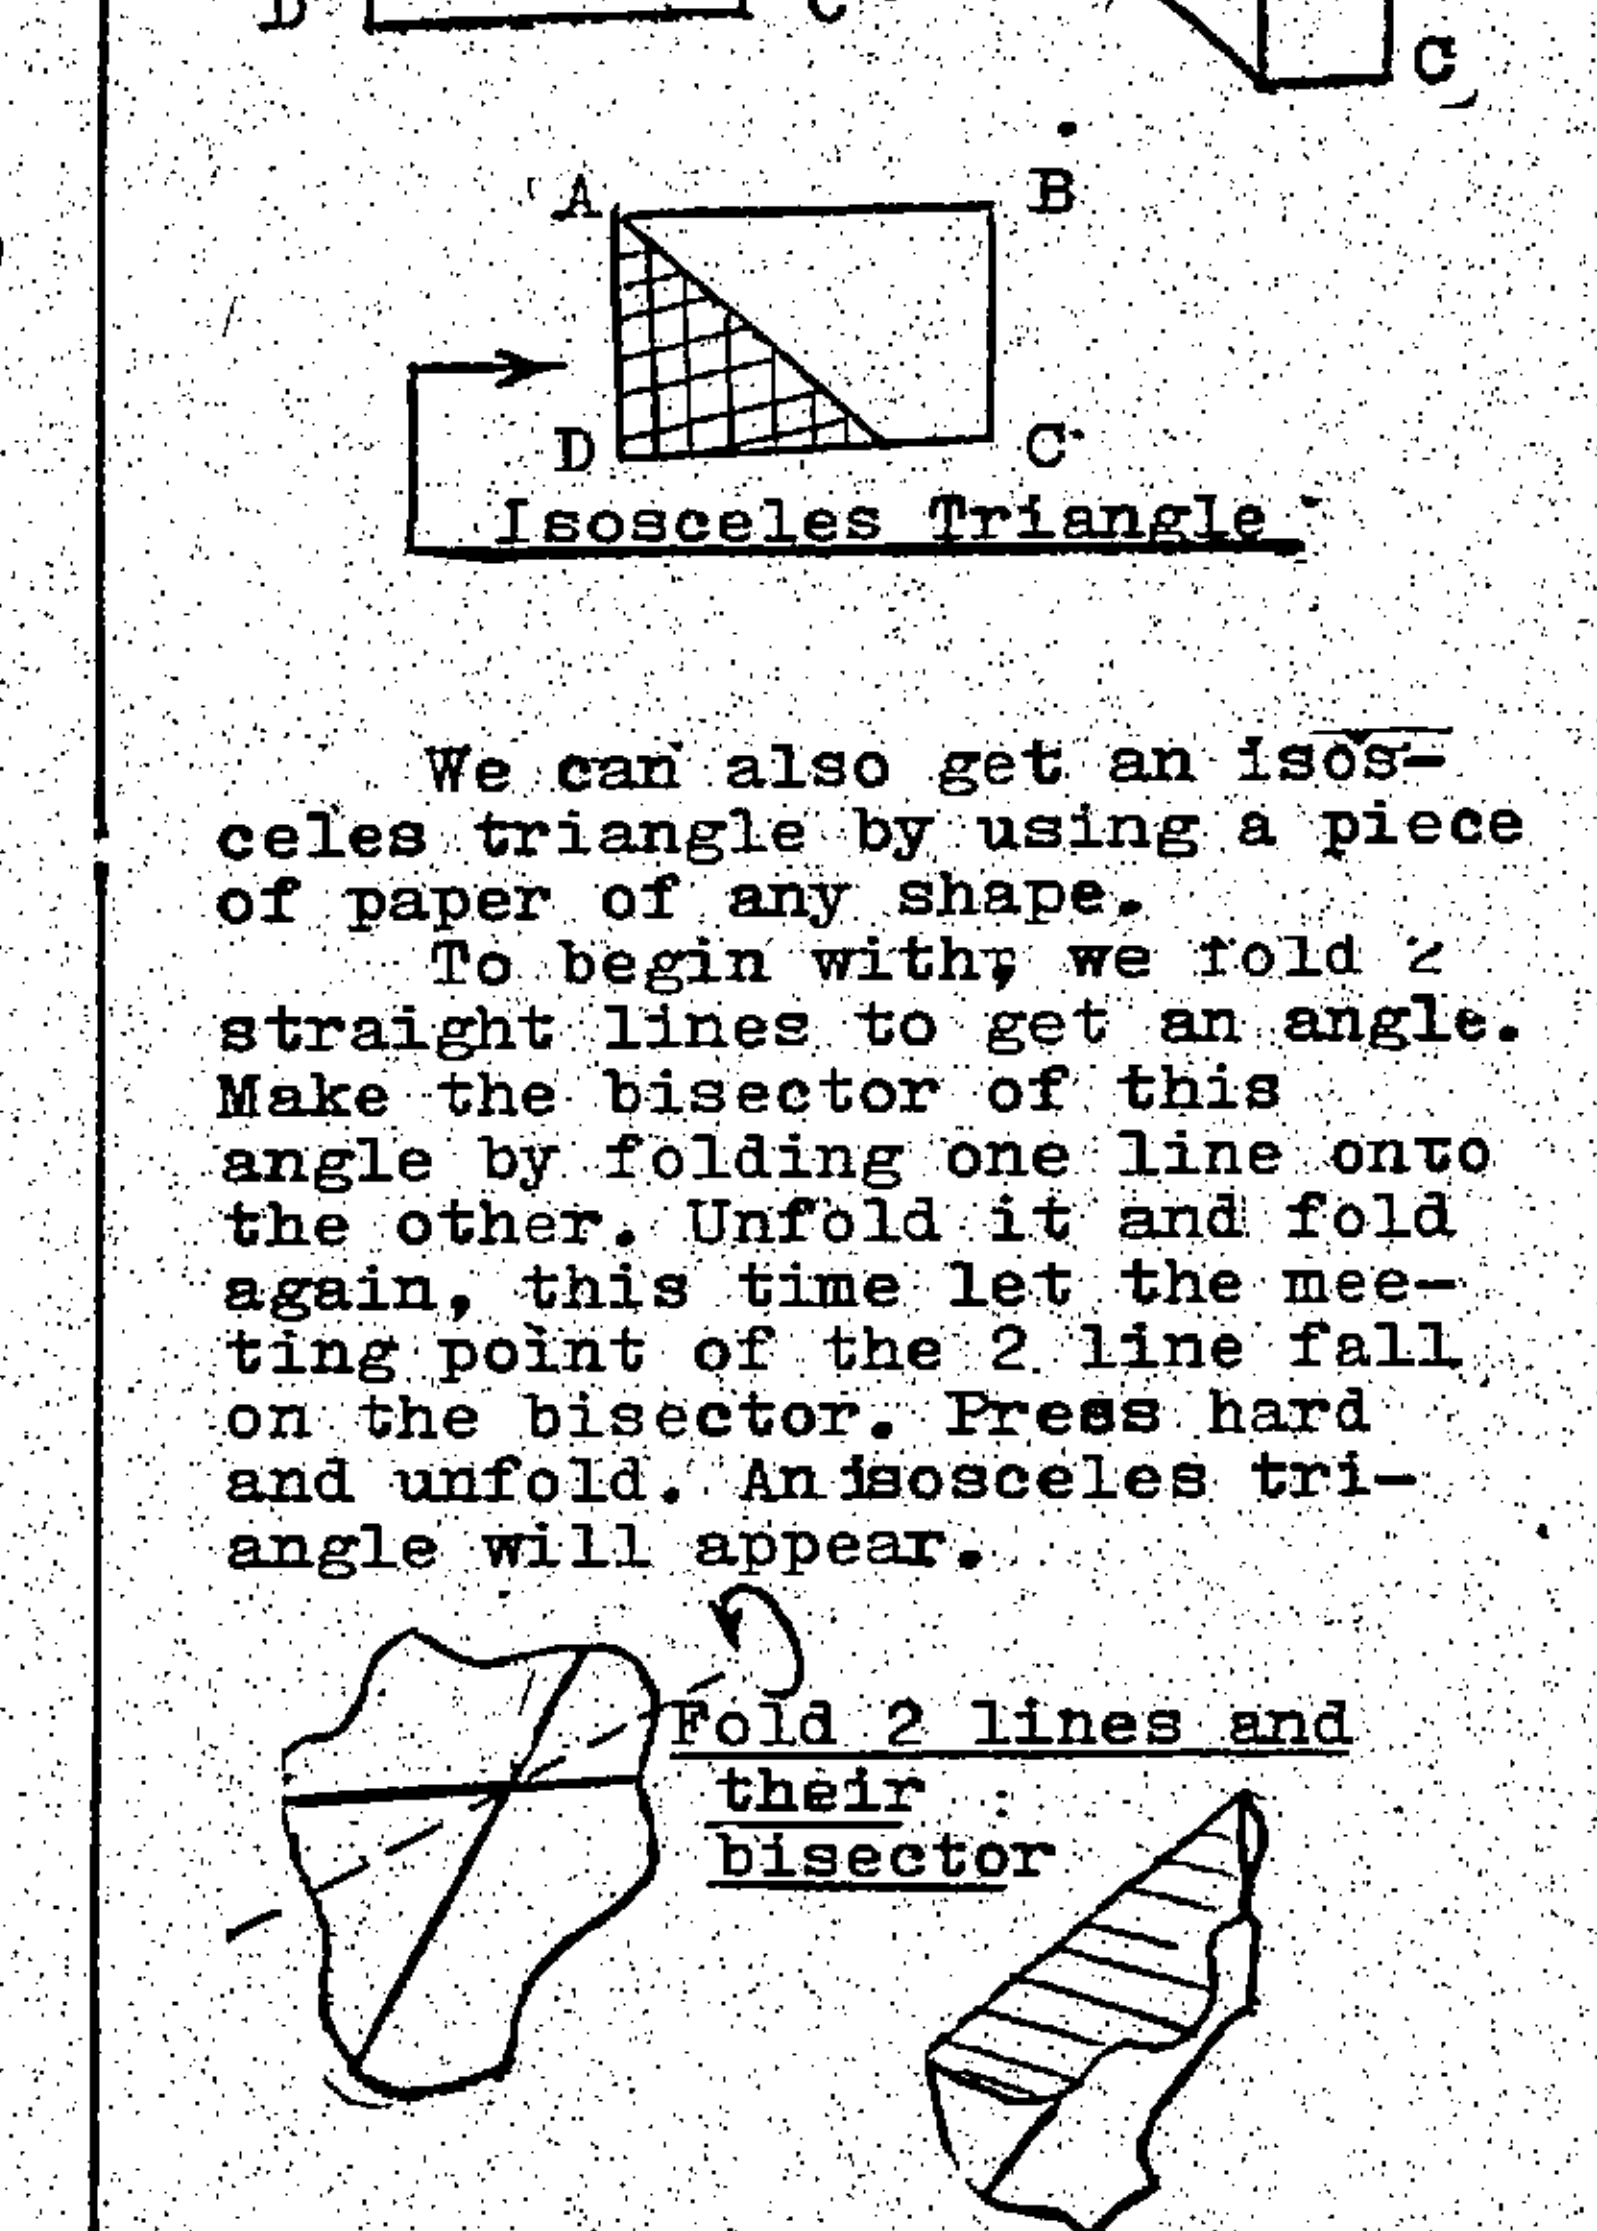 D C
C
A B
D C
Isosceles Triangle
We can also get an isos-
celes triangle by using a piece
of paper of any shape.
To begin with, we fold 2
straight lines to get an angle.
Make the bisector of this
angle by folding one line onto
the other. Unfold it and fold
again, this time let the mee-
ting point of the 2 line fall
on the bisector. Press hard
and unfold. An isosceles tri-
angle will appear.
Fold 2 lines and
their
bisector